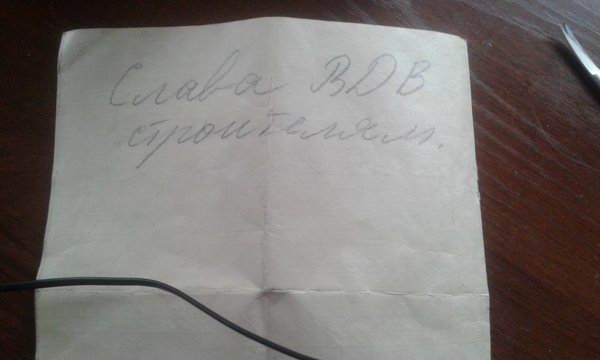 Слава ВДВ
строителям.